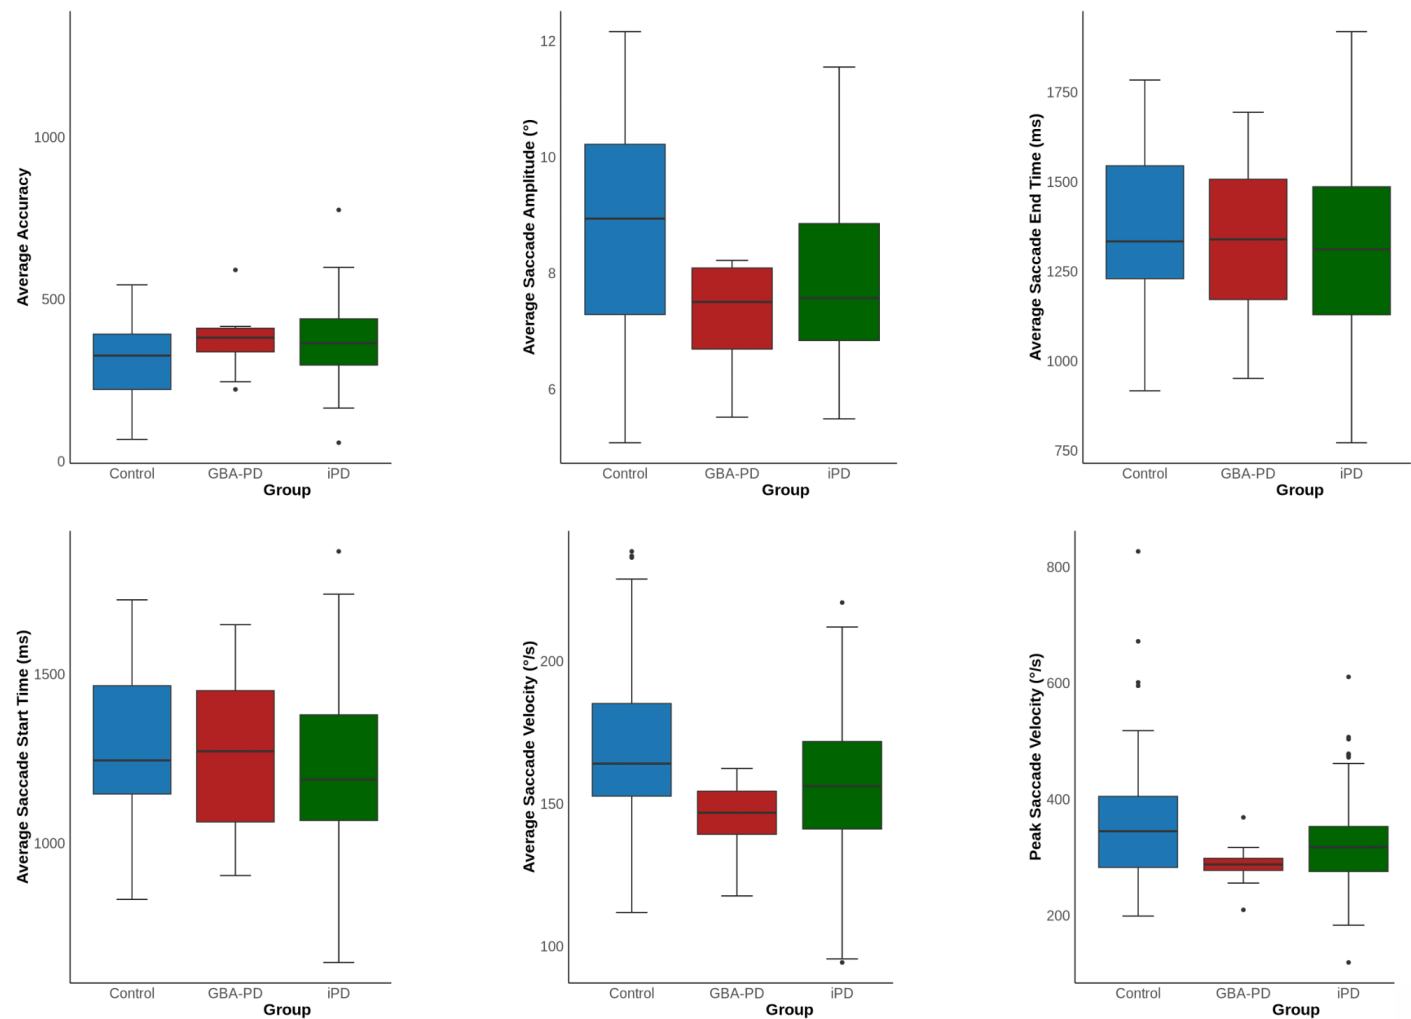 Average Accuracy
1000
500
0
Control GBA-PD iPD
Group
Average Saccade Amplitude (°)
12
10
8
6
Control GBA-PD iPD
Group
Average Saccade End Time (ms)
1750
1500
1250
1000
750
Control GBA-PD iPD
Group
Average Saccade Start Time (ms)
1500
1000
Control GBA-PD iPD
Group
Average Saccade Velocity (°/s)
200
150
100
Control GBA-PD iPD
Group
Peak Saccade Velocity (°/s)
800
600
400
200
Control GBA-PD iPD
Group